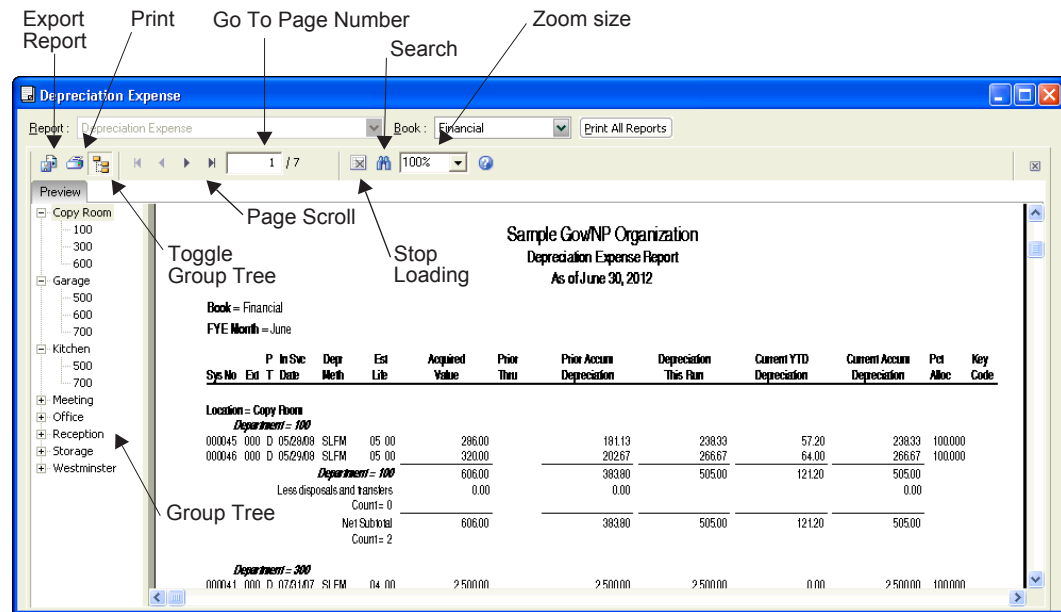 Export Report
Print
Go To Page Number
Search
Zoom size
Depreciation Expense
Report: Depreciation Expense Book: Financial Print All Reports
1 / 7 100%
Preview
Page Scroll
Toggle Group Tree
Stop Loading
Group Tree
Copy Room
100
300
600
Garage
500
600
700
Kitchen
500
700
Meeting
Office
Reception
Storage
Westminster
Sample Gov/NP Organization
Depreciation Expense Report
As of June 30, 2012
Book = Financial
FYE Month = June
P In Svc Depr Est Acquired Prior Prior Accum Depreciation Current YTD Current Accum Pct Key
Sys No Ext T Date Meth Life Value Thru Depreciation This Run Depreciation Depreciation Alloc Code
Location = Copy Room
Department = 100
000045 000 D 05/28/08 SLFM 05 00 286.00 181.13 238.33 57.20 238.33 100.000
000046 000 D 05/29/08 SLFM 05 00 320.00 202.67 266.67 64.00 266.67 100.000
Department = 100 606.00 383.80 505.00 121.20 505.00
Less disposals and transfers 0.00 0.00 0.00
Count = 0
Net Subtotal 606.00 383.80 505.00 121.20 505.00
Count = 2
Department = 300
000041 000 D 07/31/07 SLFM 04 00 2,500.00 2,500.00 2,500.00 0.00 2,500.00 100.000